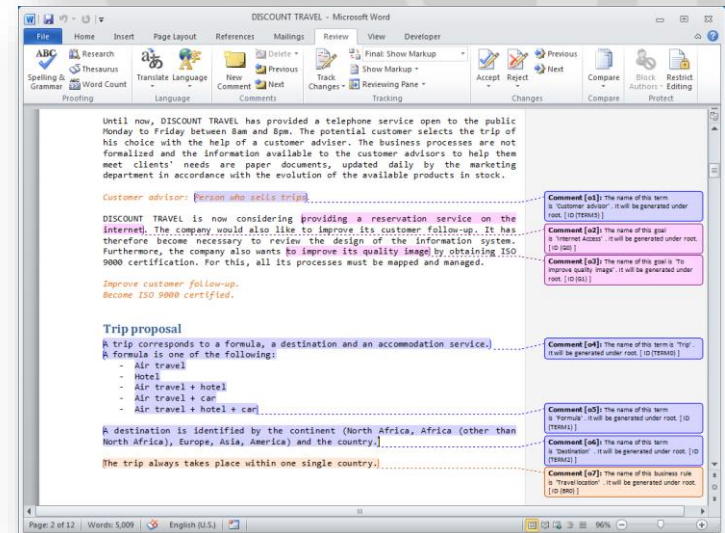 DISCOUNT TRAVEL - Microsoft Word
File Home Insert Page Layout References Mailings Review View Developer
ABC Research
Thesaurus
Word Count
Spelling & Grammar
Proofing
Translate Language
Language
New Comment
Delete
Previous
Next
Comments
Track Changes
Final: Show Markup
Show Markup
Reviewing Pane
Tracking
Accept Reject
Previous
Next
Changes
Compare
Compare
Block Authors
Restrict Editing
Protect
Until now, DISCOUNT TRAVEL has provided a telephone service open to the public
Monday to Friday between 8am and 8pm. The potential customer selects the trip of
his choice with the help of a customer adviser. The business processes are not
formalized and the information available to the customer advisors to help them
meet clients' needs are paper documents, updated daily by the marketing
department in accordance with the evolution of the available products in stock.
Customer advisor: Person who sells trips.
DISCOUNT TRAVEL is now considering providing a reservation service on the
internet. The company would also like to improve its customer follow-up. It has
therefore become necessary to review the design of the information system.
Furthermore, the company also wants to improve its quality image by obtaining ISO
9000 certification. For this, all its processes must be mapped and managed.
Improve customer follow-up.
Become ISO 9000 certified.
Trip proposal
A trip corresponds to a formula, a destination and an accommodation service.
A formula is one of the following:
- Air travel
- Hotel
- Air travel + hotel
- Air travel + car
- Air travel + hotel + car
A destination is identified by the continent (North Africa, Africa (other than
North Africa), Europe, Asia, America) and the country.
The trip always takes place within one single country.
Comment [o1]: The name of this term
is 'Customer advisor'. It will be generated under
root. [ ID (TERM3) ]
Comment [o2]: The name of this goal
is 'Internet Access'. It will be generated under root.
[ ID (G0) ]
Comment [o3]: The name of this goal is 'To
improve quality image'. It will be generated under
root. [ ID (G1) ]
Comment [o4]: The name of this term is 'Trip'.
It will be generated under root. [ ID (TERM0) ]
Comment [o5]: The name of this term
is 'Formula'. It will be generated under root. [ ID
(TERM1) ]
Comment [o6]: The name of this term
is 'Destination'. It will be generated under root. [ ID
(TERM2) ]
Comment [o7]: The name of this business rule
is 'Travel location'. It will be generated under root.
[ ID (BR0) ]
Page: 2 of 12 Words: 5,009 English (U.S.) 96%